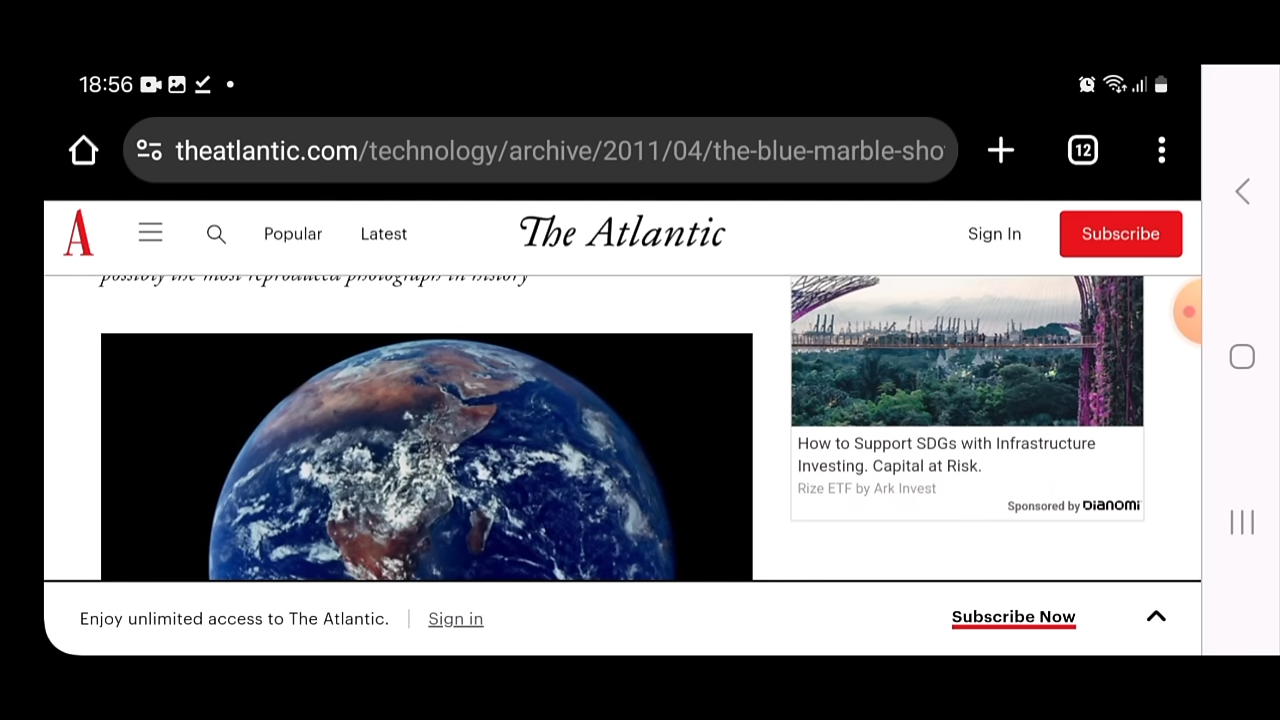 18:56
theatlantic.com/technology/archive/2011/04/the-blue-marble-sho
12
A
Popular
Latest
The Atlantic
Sign In
Subscribe
possibly the most reproduced photograph in history
How to Support SDGs with Infrastructure
Investing. Capital at Risk.
Rize ETF by Ark Invest
Sponsored by DIANOMI
Enjoy unlimited access to The Atlantic.
Sign in
Subscribe Now